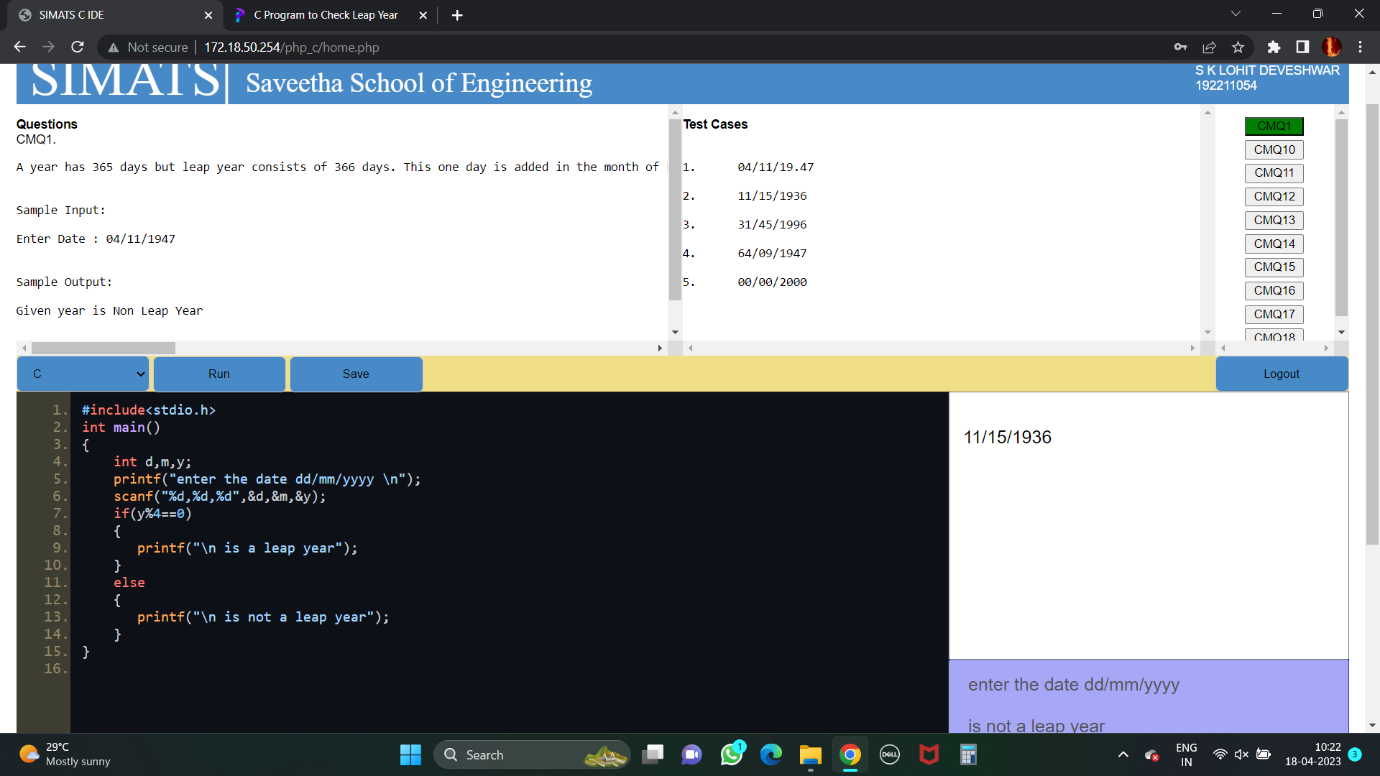 SIMATS C IDE
C Program to Check Leap Year
Not secure
172.18.50.254/php_c/home.php
SIMATS
Saveetha School of Engineering
S K LOHIT DEVESHWAR
192211054
Questions
CMQ1.
A year has 365 days but leap year consists of 366 days. This one day is added in the month of
Sample Input:
Enter Date : 04/11/1947
Sample Output:
Given year is Non Leap Year
Test Cases
1. 04/11/19.47
2. 11/15/1936
3. 31/45/1996
4. 64/09/1947
5. 00/00/2000
CMQ1
CMQ10
CMQ11
CMQ12
CMQ13
CMQ14
CMQ15
CMQ16
CMQ17
CMQ18
C
Run
Save
Logout
1. #include<stdio.h>
2. int main()
3. {
4. int d,m,y;
5. printf("enter the date dd/mm/yyyy \n");
6. scanf("%d,%d,%d",&d,&m,&y);
7. if(y%4==0)
8. {
9. printf("\n is a leap year");
10. }
11. else
12. {
13. printf("\n is not a leap year");
14. }
15. }
16.
11/15/1936
enter the date dd/mm/yyyy
is not a leap year
29°C
Mostly sunny
Search
1
DELL
ENG
IN
10:22
18-04-2023
3